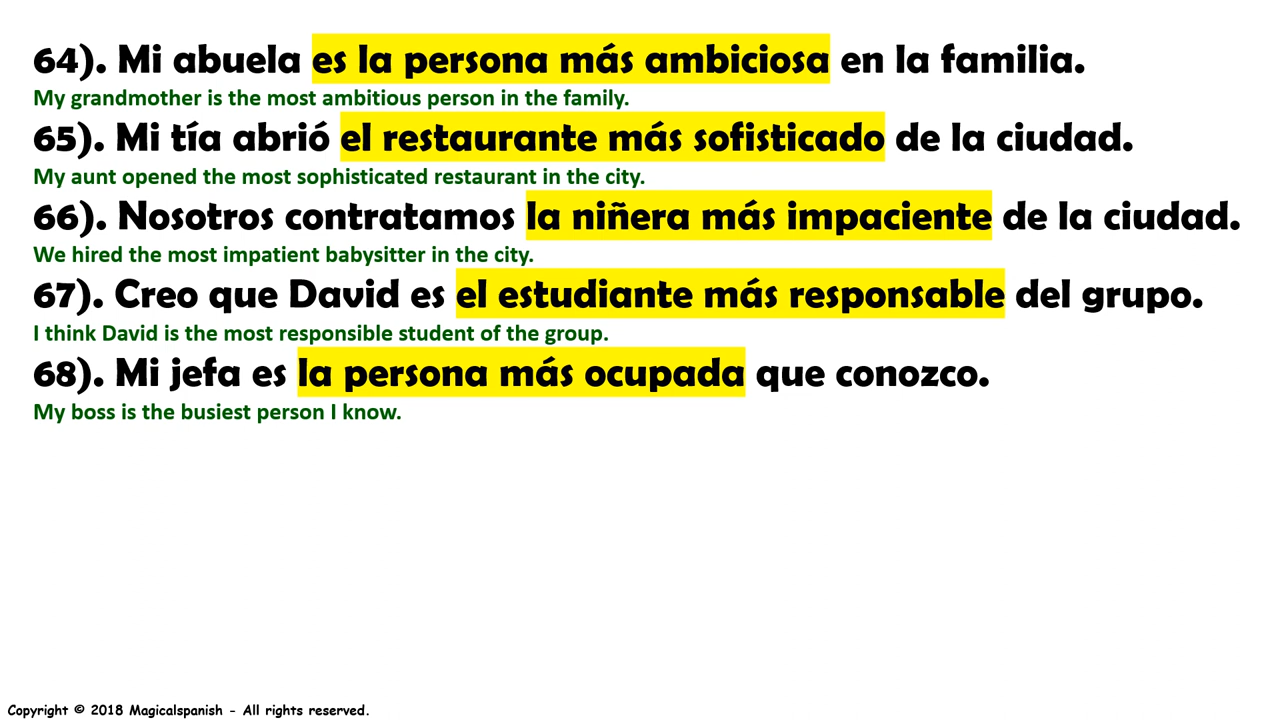 64). Mi abuela es la persona más ambiciosa en la familia.
My grandmother is the most ambitious person in the family.
65). Mi tía abrió el restaurante más sofisticado de la ciudad.
My aunt opened the most sophisticated restaurant in the city.
66). Nosotros contratamos la niñera más impaciente de la ciudad.
We hired the most impatient babysitter in the city.
67). Creo que David es el estudiante más responsable del grupo.
I think David is the most responsible student of the group.
68). Mi jefa es la persona más ocupada que conozco.
My boss is the busiest person I know.
Copyright © 2018 Magicalspanish - All rights reserved.